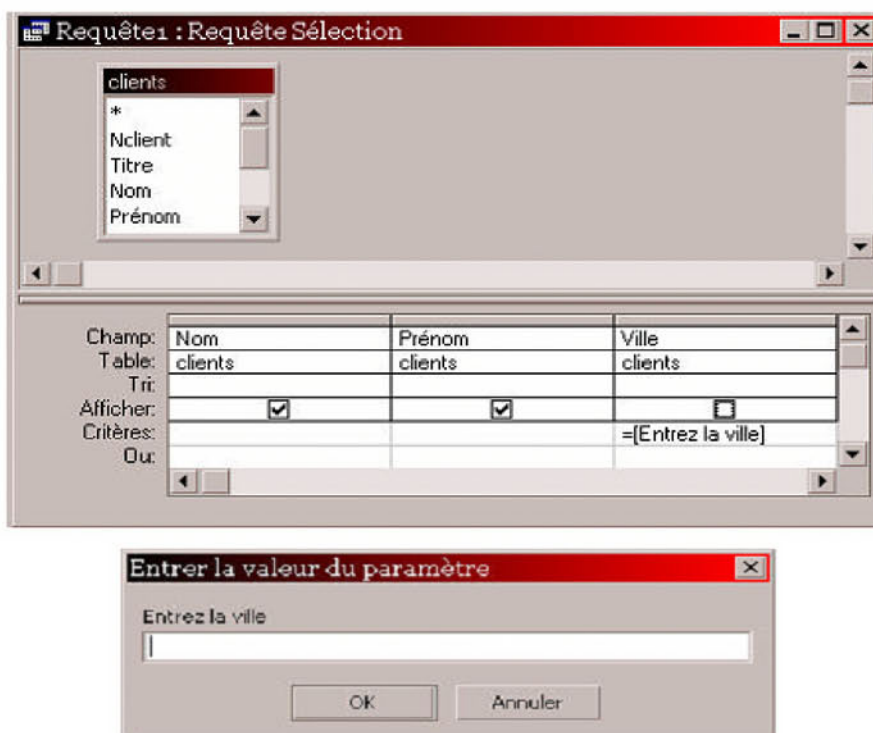 Requête1 : Requête Sélection
clients
*
Nclient
Titre
Nom
Prénom
Champ: Nom Prénom Ville
Table: clients clients clients
Tri:
Afficher:
Critères: =[Entrez la ville]
Ou:
Entrer la valeur du paramètre
Entrez la ville
OK Annuler